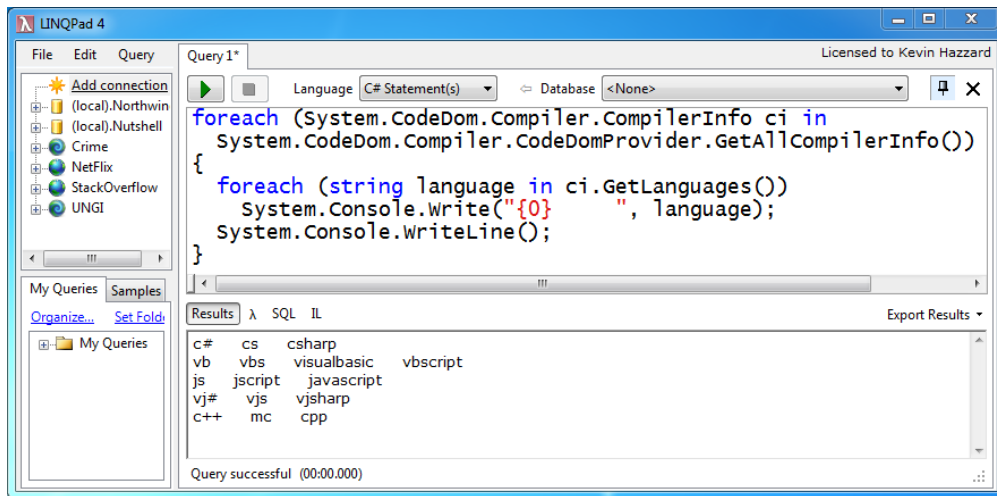 LINQPad 4
File Edit Query
Query 1*
Licensed to Kevin Hazzard
Add connection
(local).Northwin
(local).Nutshell
Crime
NetFlix
StackOverflow
UNGI
Language C# Statement(s) Database <None>
foreach (System.CodeDom.Compiler.CompilerInfo ci in
System.CodeDom.Compiler.CodeDomProvider.GetAllCompilerInfo())
{
foreach (string language in ci.GetLanguages())
System.Console.Write("{0}      ", language);
System.Console.WriteLine();
}
My Queries Samples
Organize... Set Fold
My Queries
Results λ SQL IL
Export Results
c# cs csharp
vb vbs visualbasic vbscript
js jscript javascript
vj# vjs vjsharp
c++ mc cpp
Query successful (00:00.000)